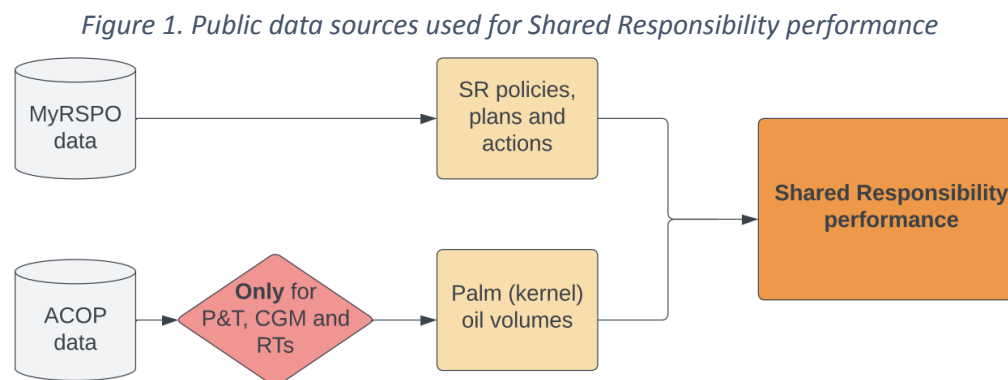 Figure 1. Public data sources used for Shared Responsibility performance
MyRSPO
data
SR policies,
plans and
actions
Shared Responsibility
performance
ACOP
data
Only for
P&T, CGM and
RTs
Palm (kernel)
oil volumes